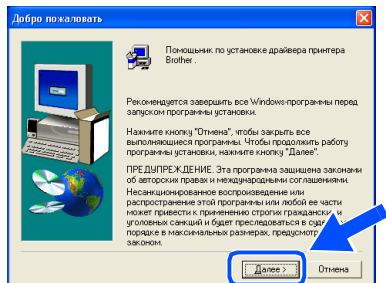 Добро пожаловать
Помощьник по установке драйвера принтера
Brother .
Рекомендуется завершить все Windows-программы перед
запуском программы установки.
Нажмите кнопку "Отмена", чтобы закрыть все
выполняющиеся программы. Чтобы продолжить работу
программы установки, нажмите кнопку "Далее".
ПРЕДУПРЕЖДЕНИЕ. Эта программа защищена законами
об авторских правах и международными соглашениями.
Несанкционированное воспроизведение или
распространение этой программы или любой ее части
может привести к применению строгих гражданских и
уголовных санкций и будет преследоваться в
порядке в максимальных размерах,
законом.
Далее >
Отмена